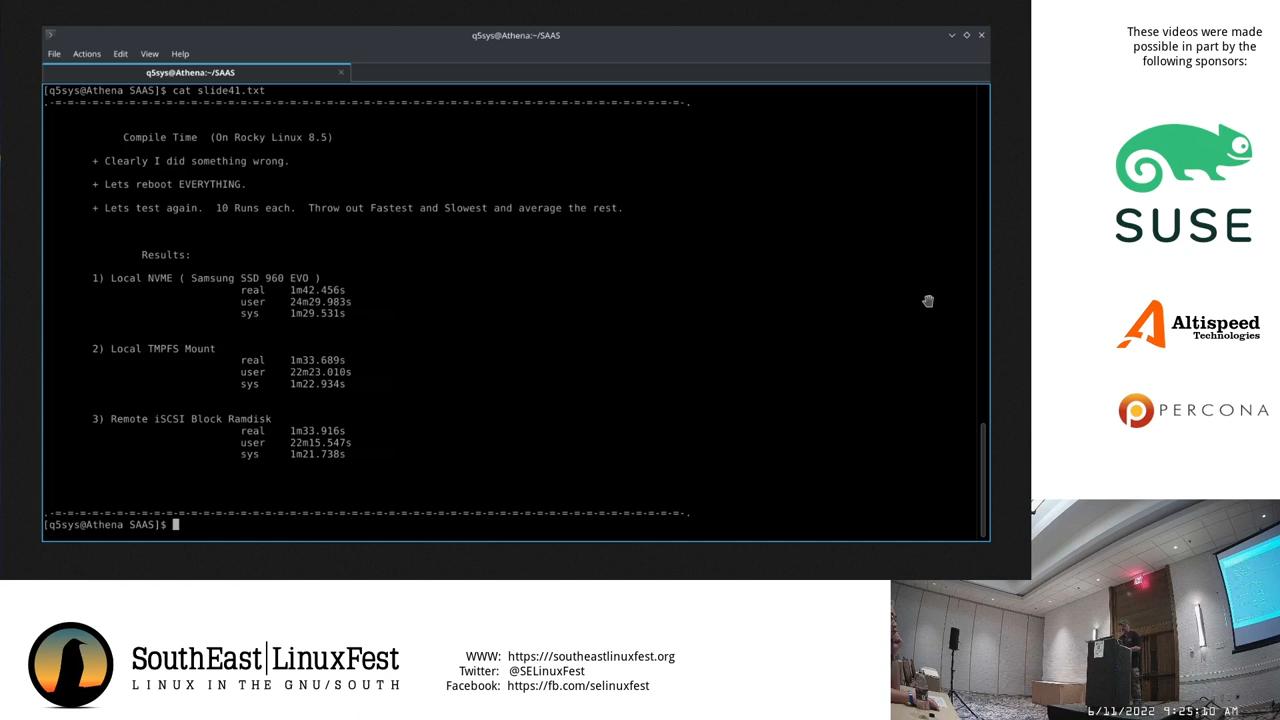 q5sys@Athena:~/SAAS
File Actions Edit View Help
q5sys@Athena:~/SAAS
[q5sys@Athena SAAS]$ cat slide41.txt
.-=-=-=-=-=-=-=-=-=-=-=-=-=-=-=-=-=-=-=-=-=-=-=-=-=-=-=-=-=-=-=-=-=-=-=-=-=-=-=-=-=-=-=-=-=-=-=-=-=-=-=-=-.
Compile Time (On Rocky Linux 8.5)
+ Clearly I did something wrong.
+ Lets reboot EVERYTHING.
+ Lets test again. 10 Runs each. Throw out Fastest and Slowest and average the rest.
Results:
1) Local NVME ( Samsung SSD 960 EVO )
real 1m42.456s
user 24m29.983s
sys 1m29.531s
2) Local TMPFS Mount
real 1m33.689s
user 22m23.010s
sys 1m22.934s
3) Remote iSCSI Block Ramdisk
real 1m33.916s
user 22m15.547s
sys 1m21.738s
.-=-=-=-=-=-=-=-=-=-=-=-=-=-=-=-=-=-=-=-=-=-=-=-=-=-=-=-=-=-=-=-=-=-=-=-=-=-=-=-=-=-=-=-=-=-=-=-=-=-=-=-=-.
[q5sys@Athena SAAS]$
These videos were made
possible in part by the
following sponsors:
SUSE
Altispeed
Technologies
PERCONA
SouthEast LinuxFest
LINUX IN THE GNU/SOUTH
WWW: https:///southeastlinuxfest.org
Twitter: @SELinuxFest
Facebook: https://fb.com/selinuxfest
6/11/2022 9:25:10 AM